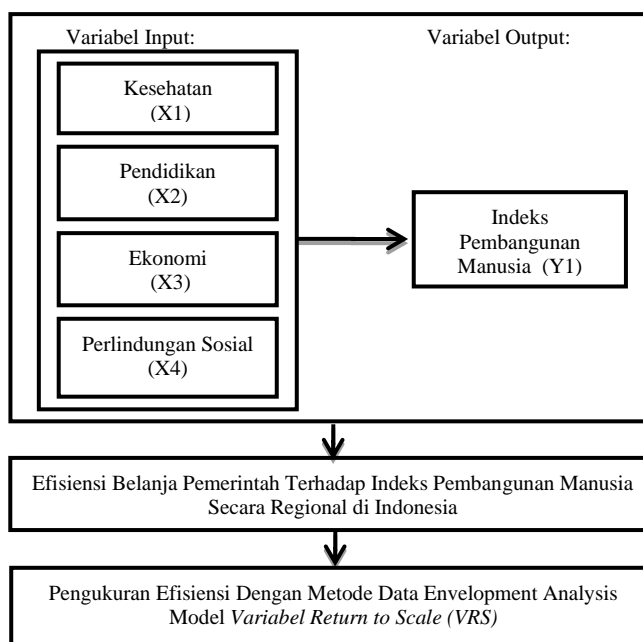 Variabel Input:
Variabel Output:
Kesehatan
(X1)
Pendidikan
(X2)
Ekonomi
(X3)
Perlindungan Sosial
(X4)
Indeks
Pembangunan
Manusia (Y1)
Efisiensi Belanja Pemerintah Terhadap Indeks Pembangunan Manusia
Secara Regional di Indonesia
Pengukuran Efisiensi Dengan Metode Data Envelopment Analysis
Model Variabel Return to Scale (VRS)